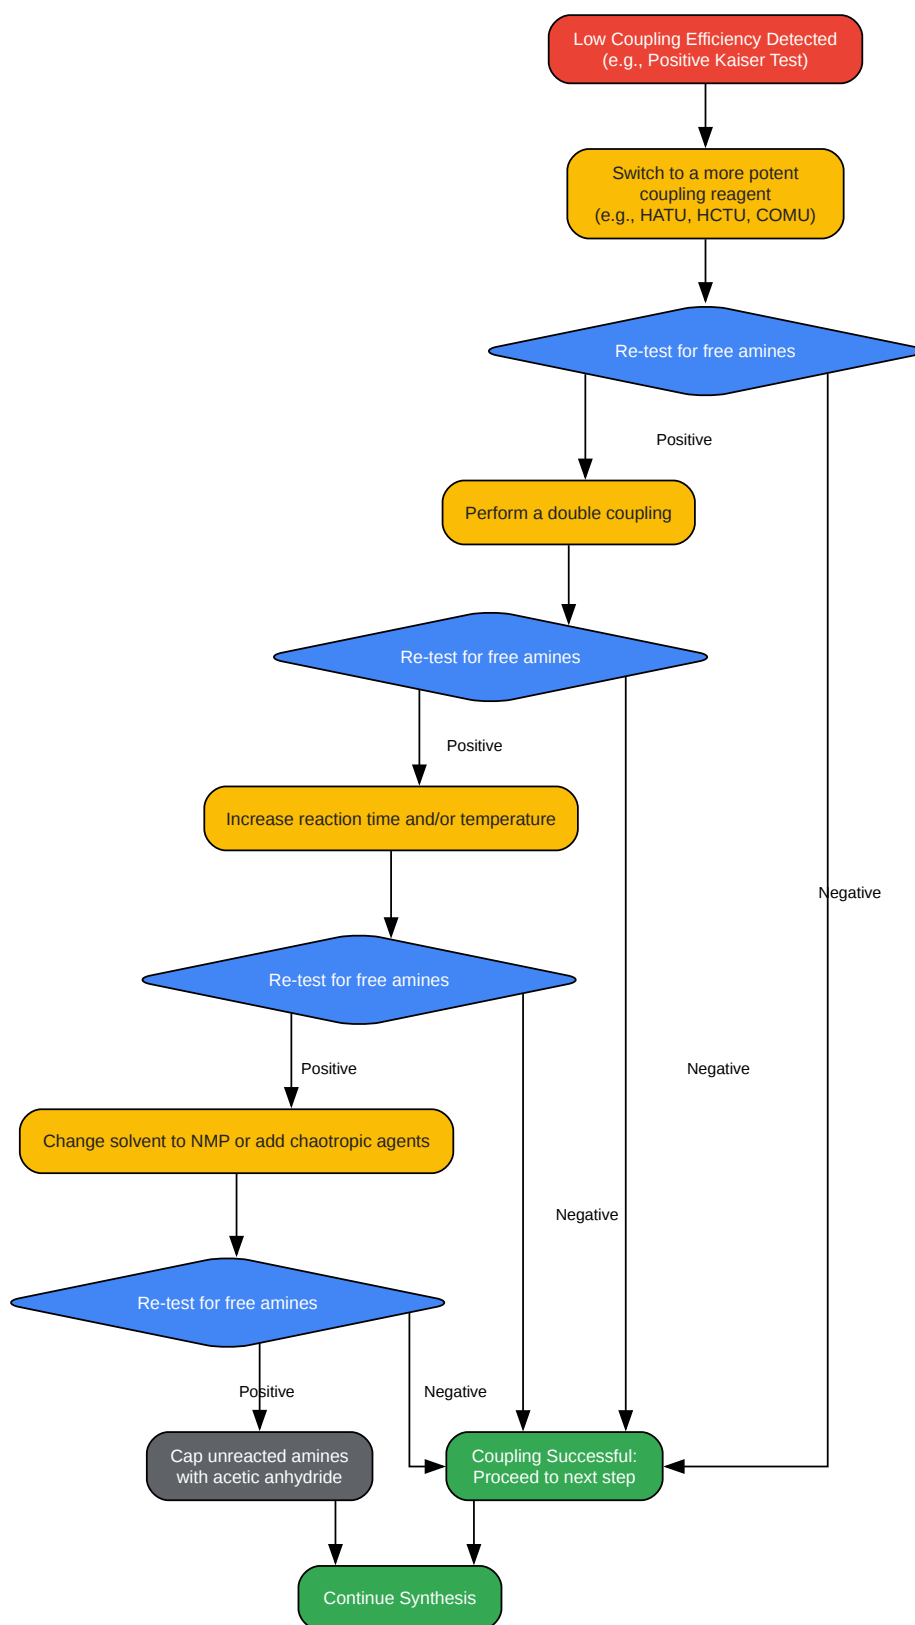 Low Coupling Efficiency Detected
(e.g., Positive Kaiser Test)
Switch to a more potent
coupling reagent
(e.g., HATU, HCTU, COMU)
Re-test for free amines
Positive
Perform a double coupling
Re-test for free amines
Positive
Increase reaction time and/or temperature
Negative
Re-test for free amines
Positive
Negative
Change solvent to NMP or add chaotropic agents
Negative
Re-test for free amines
Positive
Negative
Cap unreacted amines
with acetic anhydride
Coupling Successful:
Proceed to next step
Continue Synthesis